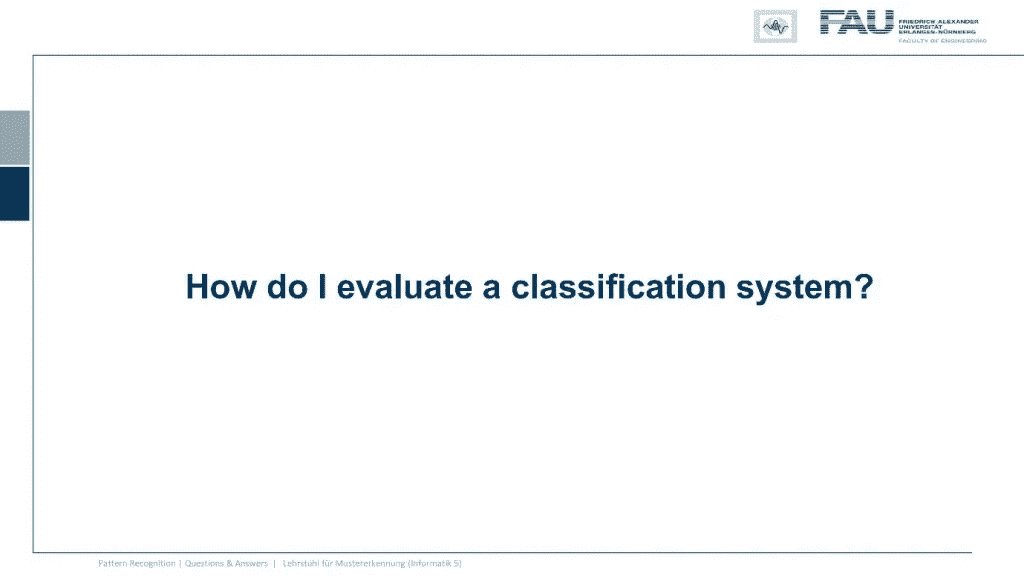 FAU
FRIEDRICH-ALEXANDER
UNIVERSITÄT
ERLANGEN-NÜRNBERG
FACULTY OF ENGINEERING
How do I evaluate a classification system?
Pattern Recognition | Questions & Answers | Lehrstuhl für Mustererkennung (Informatik 5)